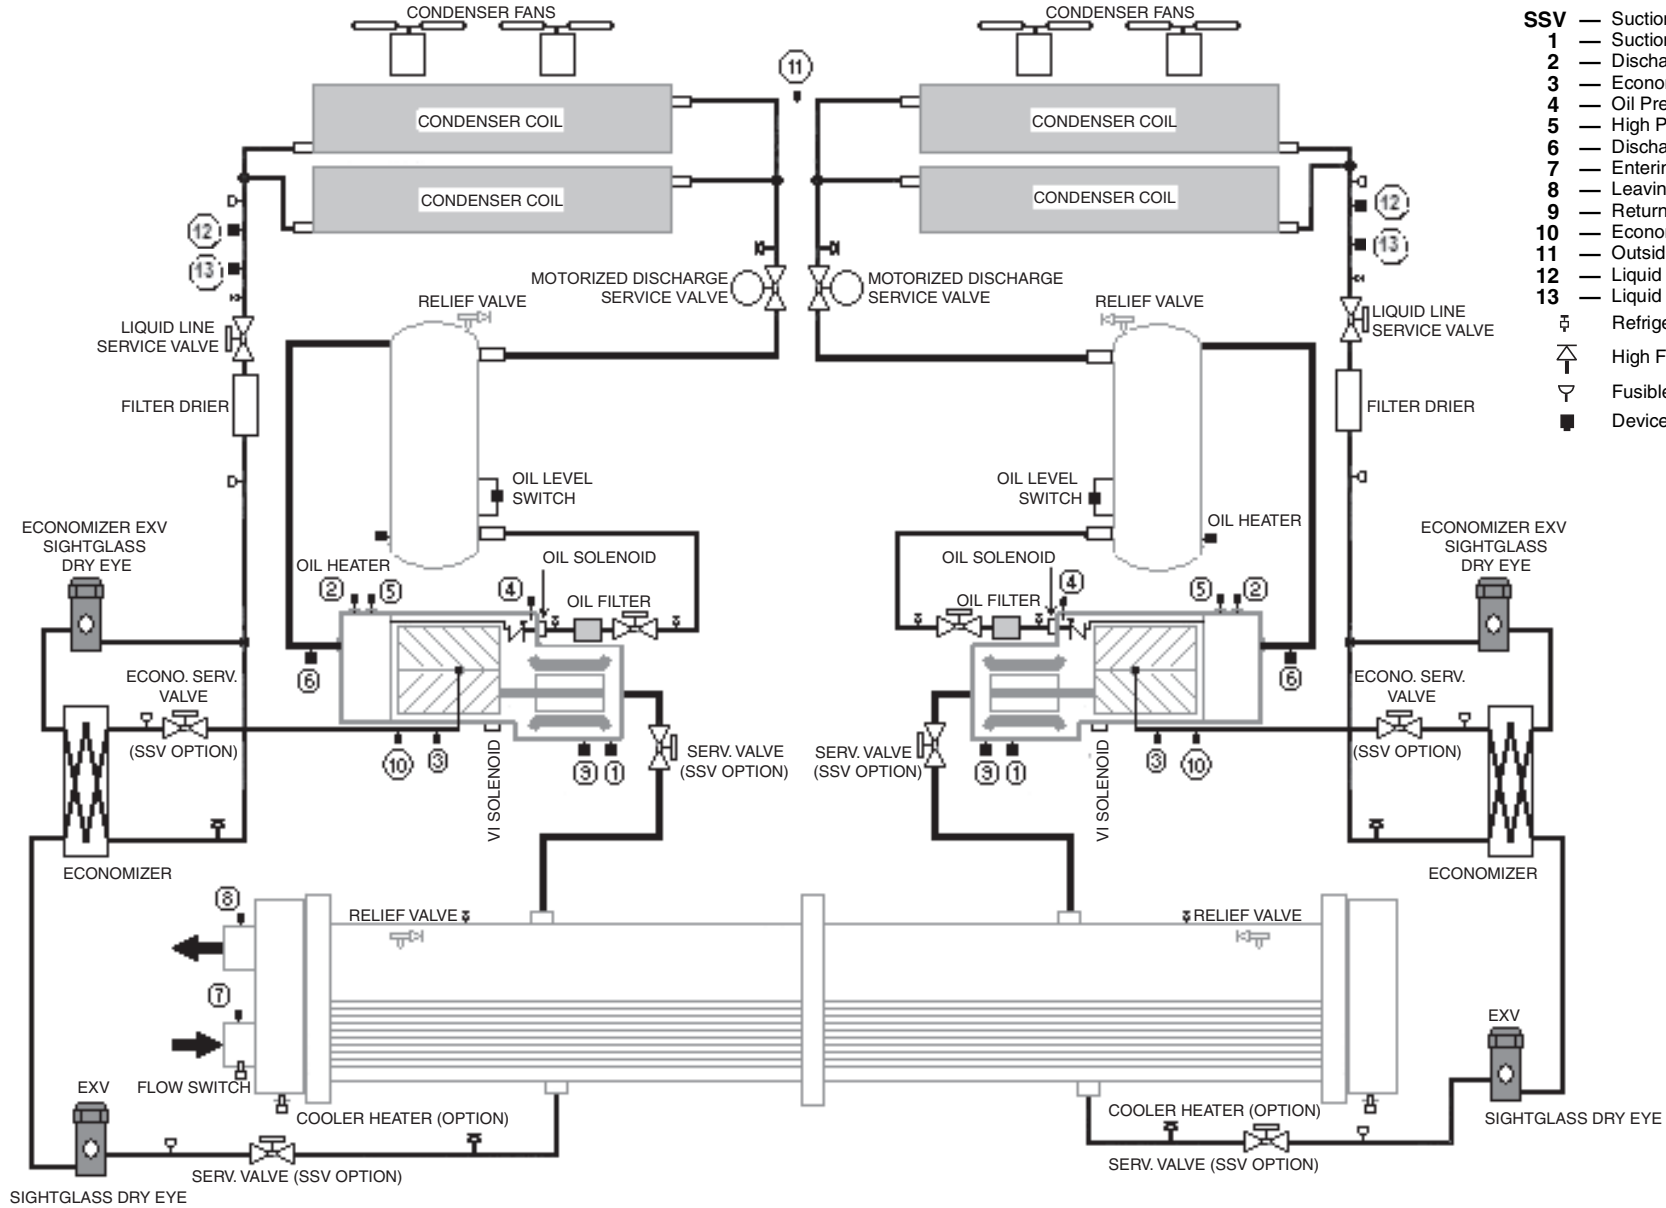 CONDENSER FANS
CONDENSER FANS
11
CONDENSER COIL
CONDENSER COIL
CONDENSER COIL
CONDENSER COIL
SSV — Suction
1 — Suction
2 — Discha
3 — Econo
4 — Oil Pre
5 — High P
6 — Discha
7 — Enterin
8 — Leavin
9 — Return
10 — Econo
11 — Outsid
12 — Liquid
13 — Liquid
Refrige
High F
Fusible
Device
12
13
12
13
MOTORIZED DISCHARGE
SERVICE VALVE
MOTORIZED DISCHARGE
SERVICE VALVE
RELIEF VALVE
RELIEF VALVE
LIQUID LINE
SERVICE VALVE
LIQUID LINE
SERVICE VALVE
FILTER DRIER
FILTER DRIER
OIL LEVEL
SWITCH
OIL LEVEL
SWITCH
ECONOMIZER EXV
SIGHTGLASS
DRY EYE
OIL HEATER
OIL SOLENOID
OIL SOLENOID
OIL HEATER
ECONOMIZER EXV
SIGHTGLASS
DRY EYE
2
5
4
OIL FILTER
OIL FILTER
4
5
2
6
6
ECONO. SERV.
VALVE
(SSV OPTION)
ECONO. SERV.
VALVE
(SSV OPTION)
10
3
VI SOLENOID
9
1
SERV. VALVE
(SSV OPTION)
SERV. VALVE
(SSV OPTION)
9
1
VI SOLENOID
3
10
ECONOMIZER
ECONOMIZER
8
RELIEF VALVE
RELIEF VALVE
7
FLOW SWITCH
EXV
EXV
COOLER HEATER (OPTION)
COOLER HEATER (OPTION)
SIGHTGLASS DRY EYE
SERV. VALVE (SSV OPTION)
SERV. VALVE (SSV OPTION)
SIGHTGLASS DRY EYE